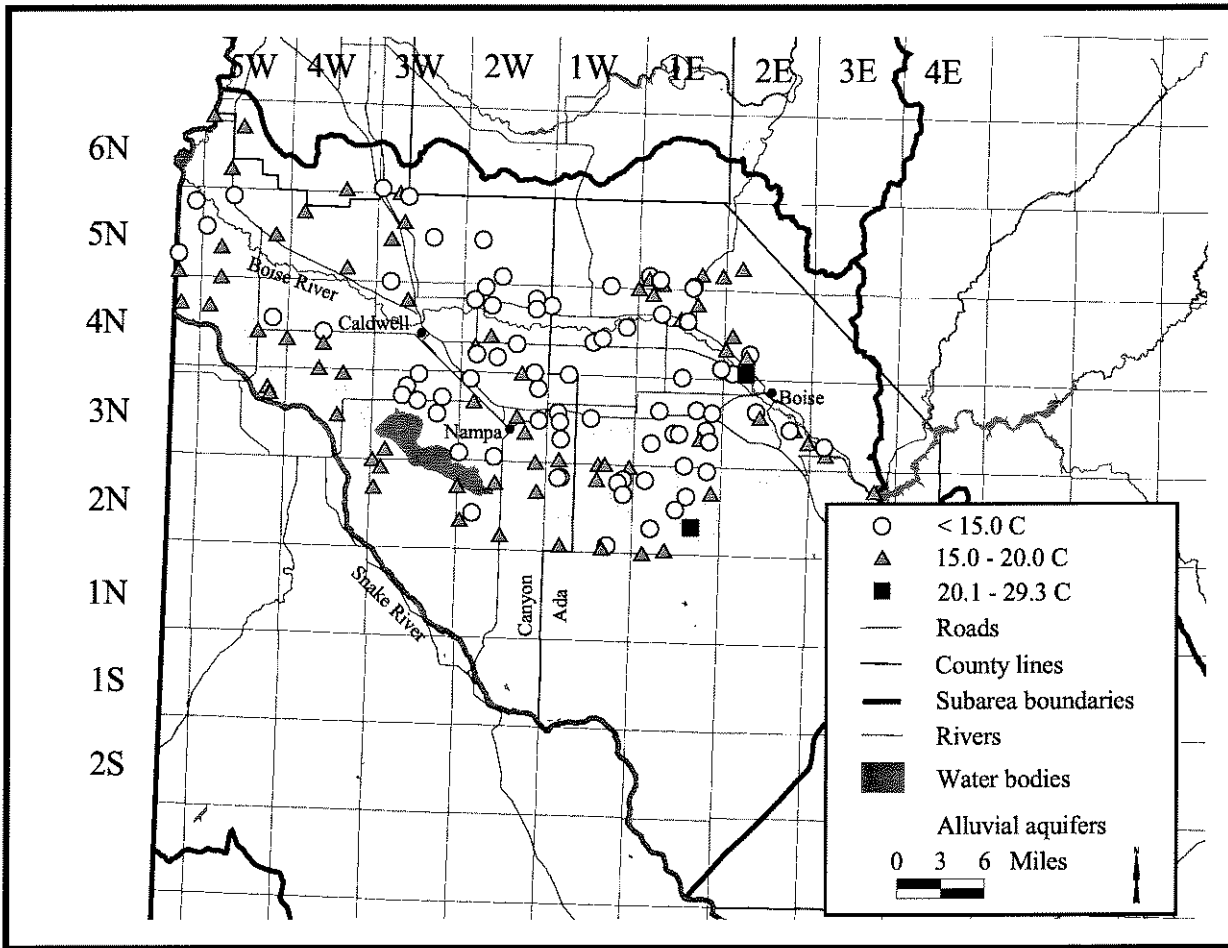 5W 4W 3W 2W 1W 1E 2E 3E 4E
6N
5N
4N
3N
2N
1N
1S
2S
Boise River
Caldwell
Boise
Nampa
Snake River
Canyon
Ada
< 15.0 C
15.0 - 20.0 C
20.1 - 29.3 C
Roads
County lines
Subarea boundaries
Rivers
Water bodies
Alluvial aquifers
0 3 6 Miles
N